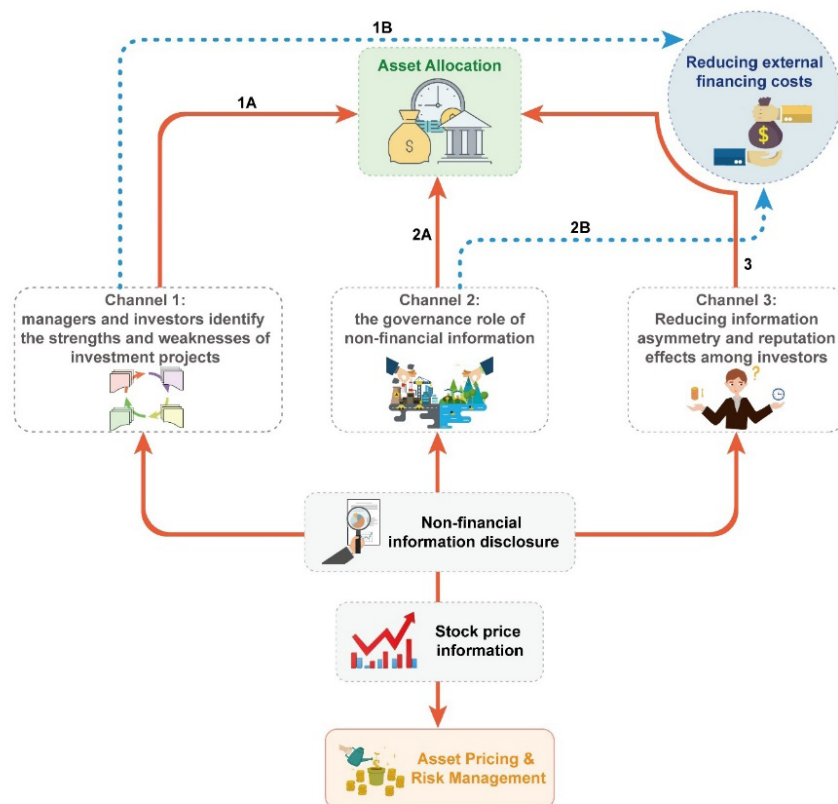 1B
Reducing external
financing costs
Asset Allocation
$
$
1A
2A
2B
3
Channel 1:
managers and investors identify
the strengths and weaknesses of
investment projects
Channel 2:
the governance role of
non-financial information
Channel 3:
Reducing information
asymmetry and reputation
effects among investors
?
Non-financial
information disclosure
Stock price
information
Asset Pricing &
Risk Management